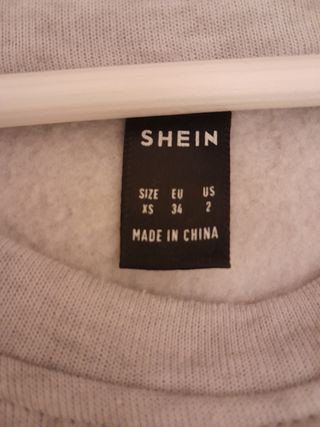 SHEIN
SIZE EU US
XS 34 2
MADE IN CHINA